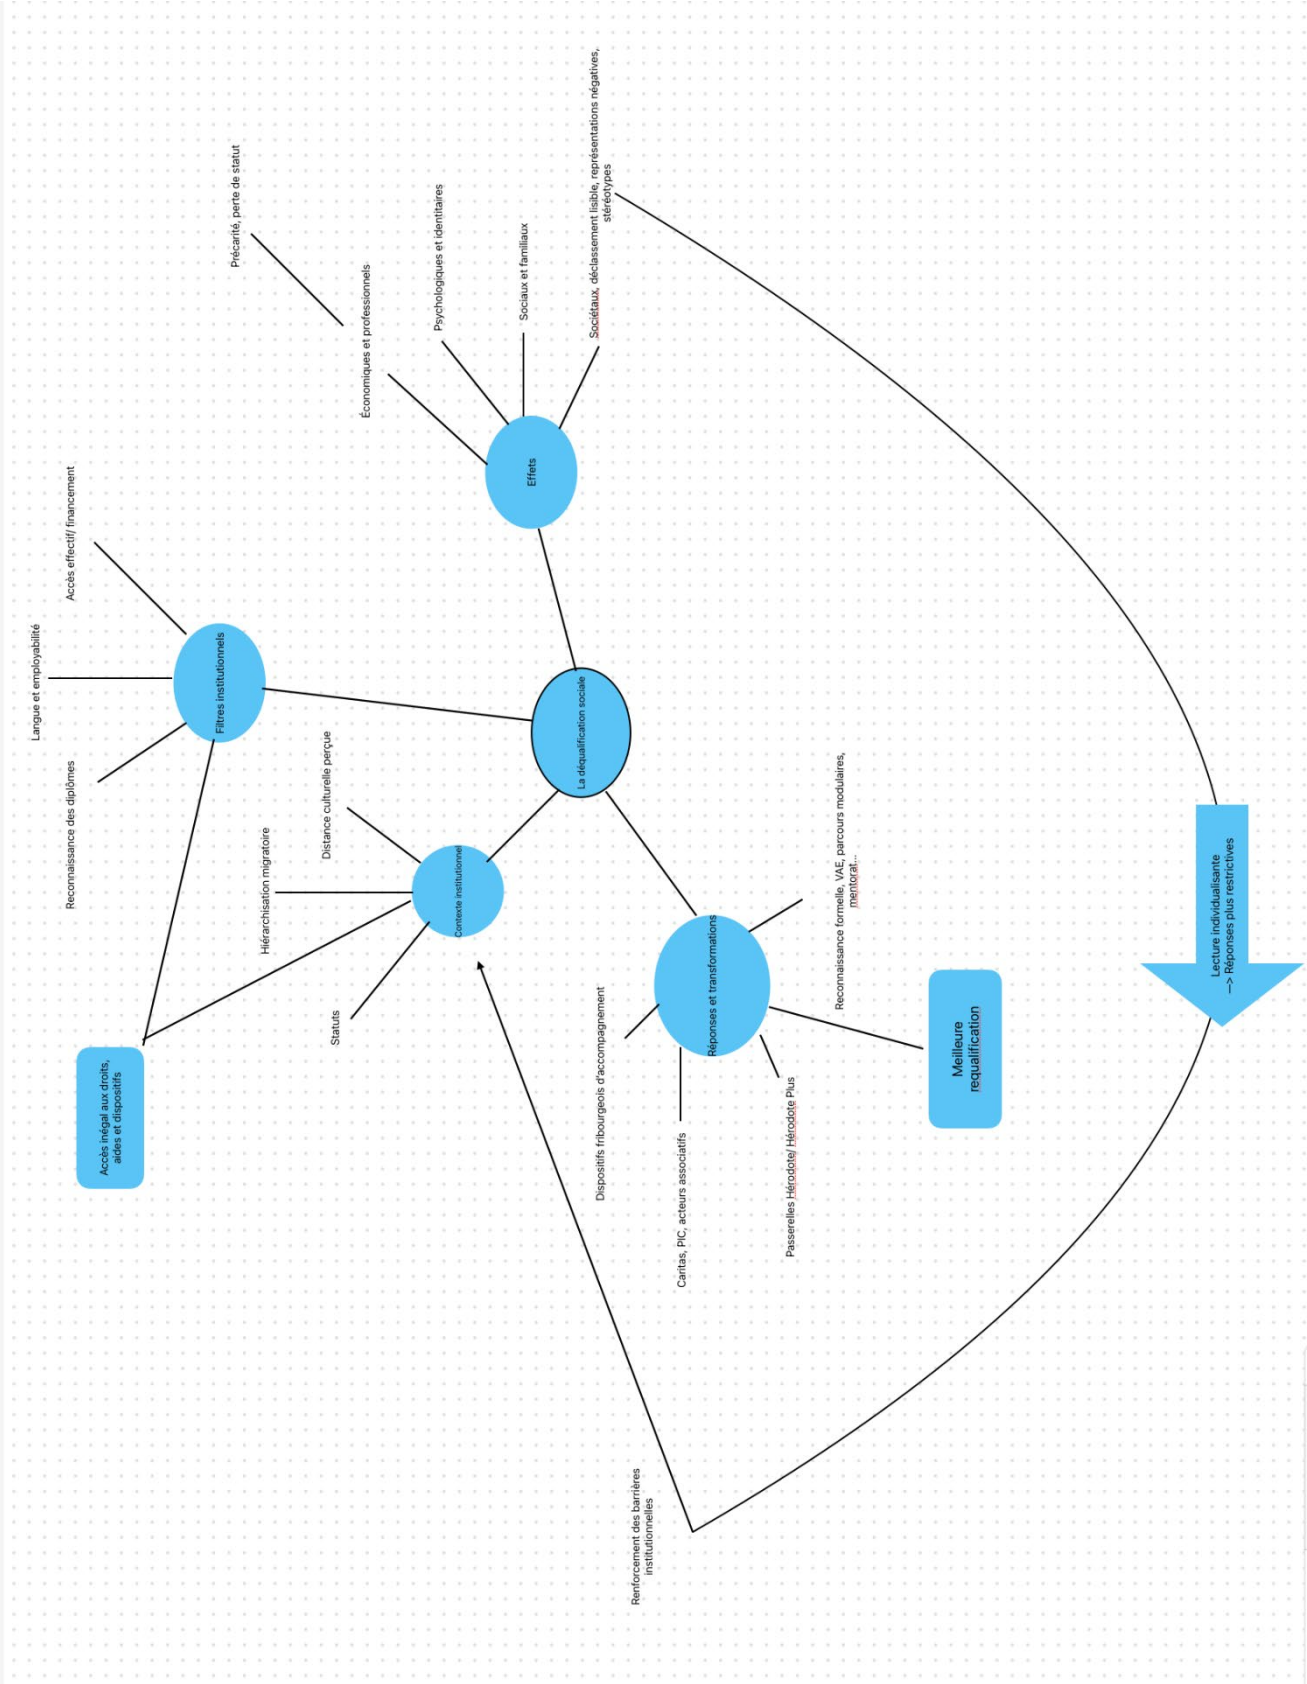 Accès inégal aux droits,
aides et dispositifs
Reconnaissance des diplômes
Langue et employabilité
Accès effectif/ financement
Filtres institutionnels
Précarité, perte de statut
Statuts
Hiérarchisation migratoire
Distance culturelle perçue
Économiques et professionnels
Contexte institutionnel
Psychologiques et identitaires
Effets
Sociaux et familiaux
La déqualification sociale
Sociétaux, déclassement lisible, représentations négatives,
stéréotypes
Renforcement des barrières
institutionnelles
Dispositifs fribourgeois d'accompagnement
Caritas, PIC, acteurs associatifs
Réponses et transformations
Passerelles Hérodote/ Hérodote Plus
Reconnaissance formelle, VAE, parcours modulaires,
mentorat...
Meilleure
requalification
Lecture individualisante
—> Réponses plus restrictives